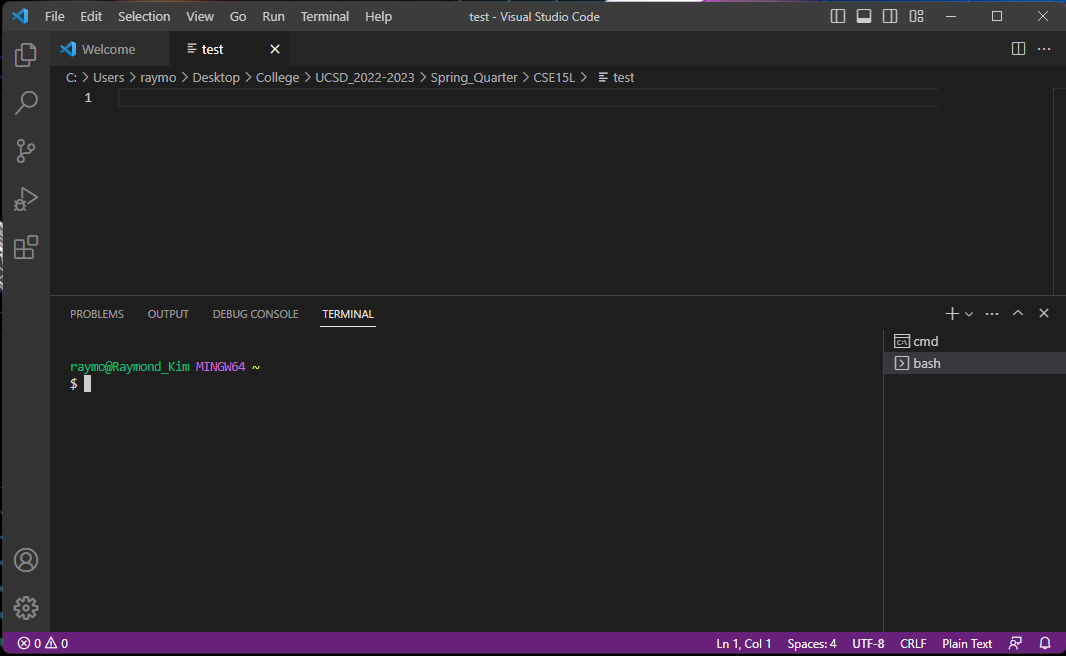 File Edit Selection View Go Run Terminal Help test - Visual Studio Code
Welcome test
C: > Users > raymo > Desktop > College > UCSD_2022-2023 > Spring_Quarter > CSE15L > test
1
PROBLEMS OUTPUT DEBUG CONSOLE TERMINAL
cmd
bash
raymo@Raymond_Kim MINGW64 ~
$
0 0 Ln 1, Col 1 Spaces: 4 UTF-8 CRLF Plain Text